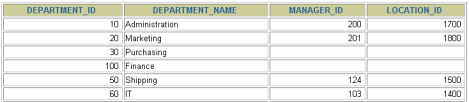 DEPARTMENT_ID DEPARTMENT_NAME MANAGER_ID LOCATION_ID
10 Administration 200 1700
20 Marketing 201 1800
30 Purchasing
100 Finance
50 Shipping 124 1500
60 IT 103 1400